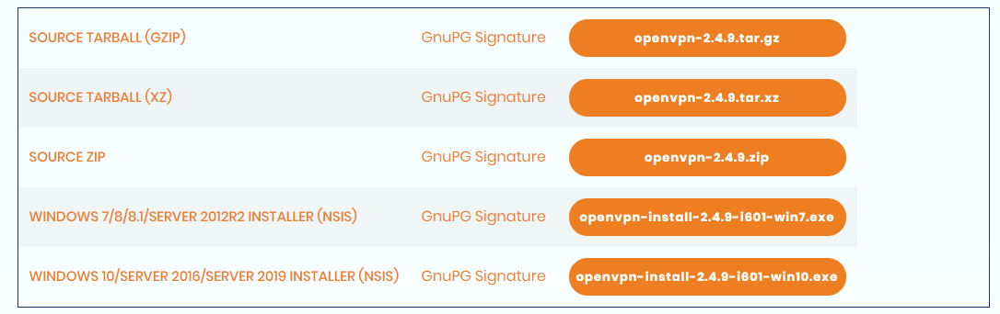 SOURCE TARBALL (GZIP) GnuPG Signature openvpn-2.4.9.tar.gz
SOURCE TARBALL (XZ) GnuPG Signature openvpn-2.4.9.tar.xz
SOURCE ZIP GnuPG Signature openvpn-2.4.9.zip
WINDOWS 7/8/8.1/SERVER 2012R2 INSTALLER (NSIS) GnuPG Signature openvpn-install-2.4.9-i601-win7.exe
WINDOWS 10/SERVER 2016/SERVER 2019 INSTALLER (NSIS) GnuPG Signature openvpn-install-2.4.9-i601-win10.exe